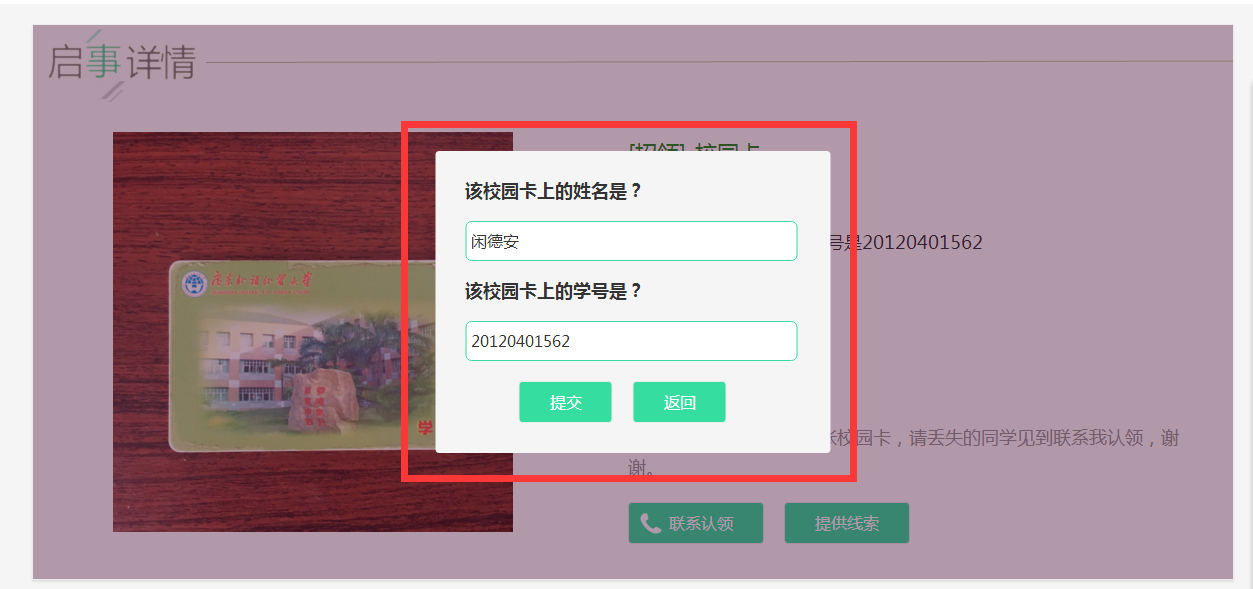 启事详情
[招领] 校园卡
该校园卡上的姓名是？
闲德安
号是20120401562
该校园卡上的学号是？
20120401562
提交
返回
学
校园卡，请丢失的同学见到联系我认领，谢
谢。
联系认领
提供线索